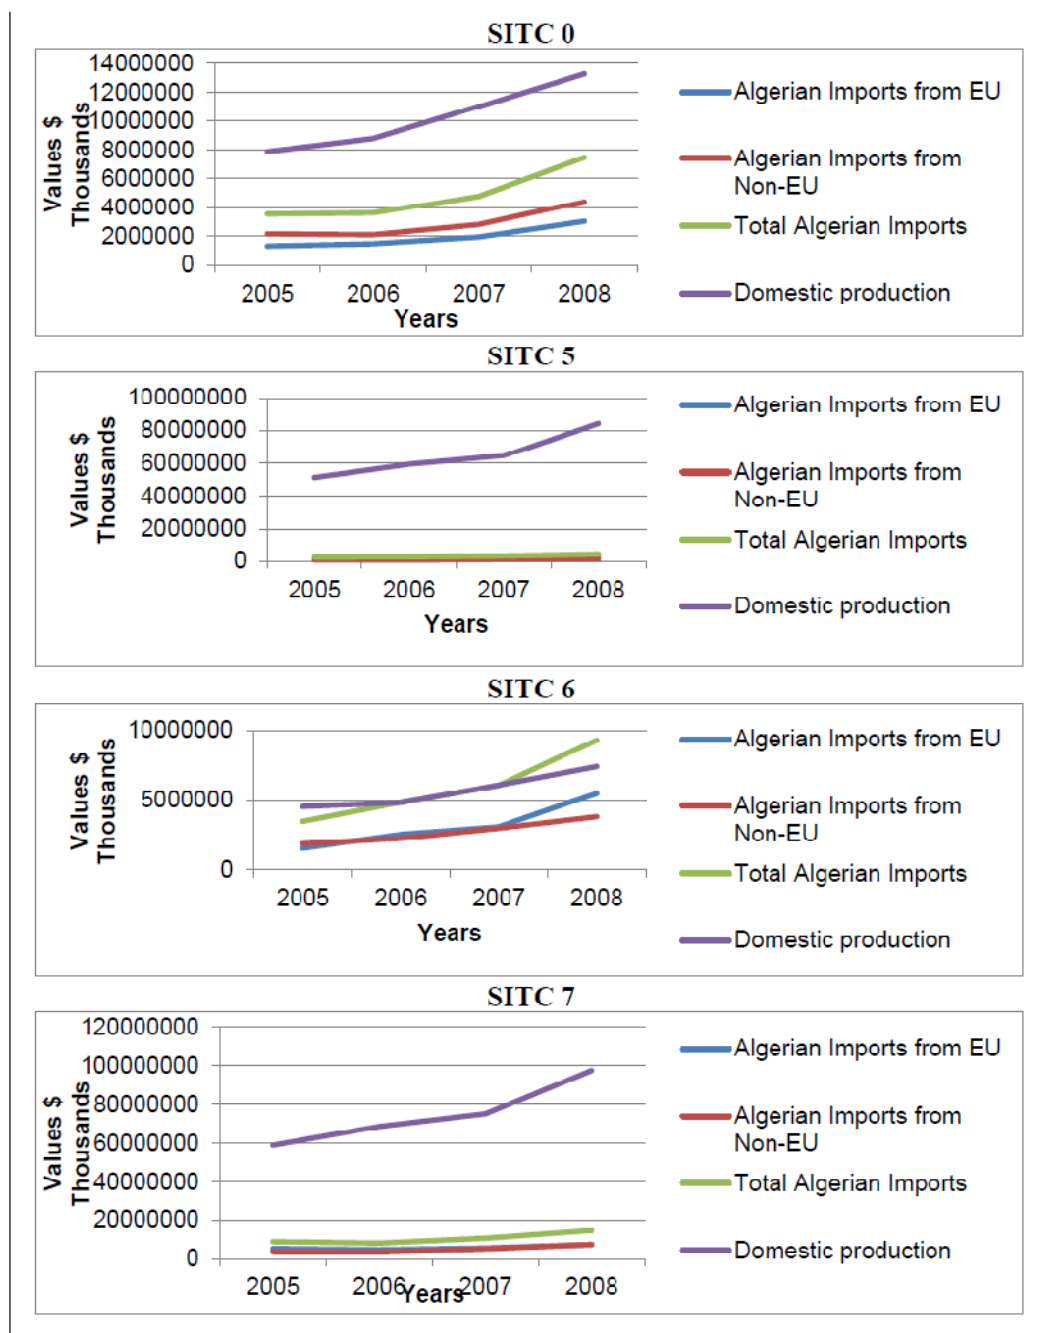 SITC 0
14000000
12000000
10000000
8000000
6000000
4000000
2000000
0
Values $
Thousands
2005 2006 2007 2008
Years
Algerian Imports from EU
Algerian Imports from
Non-EU
Total Algerian Imports
Domestic production
SITC 5
100000000
80000000
60000000
40000000
20000000
0
Values $
Thousands
2005 2006 2007 2008
Years
Algerian Imports from EU
Algerian Imports from
Non-EU
Total Algerian Imports
Domestic production
SITC 6
10000000
5000000
0
Values $
Thousands
2005 2006 2007 2008
Years
Algerian Imports from EU
Algerian Imports from
Non-EU
Total Algerian Imports
Domestic production
SITC 7
120000000
100000000
80000000
60000000
40000000
20000000
0
Values $
Thousands
2005 2006 2007 2008
Years
Algerian Imports from EU
Algerian Imports from
Non-EU
Total Algerian Imports
Domestic production